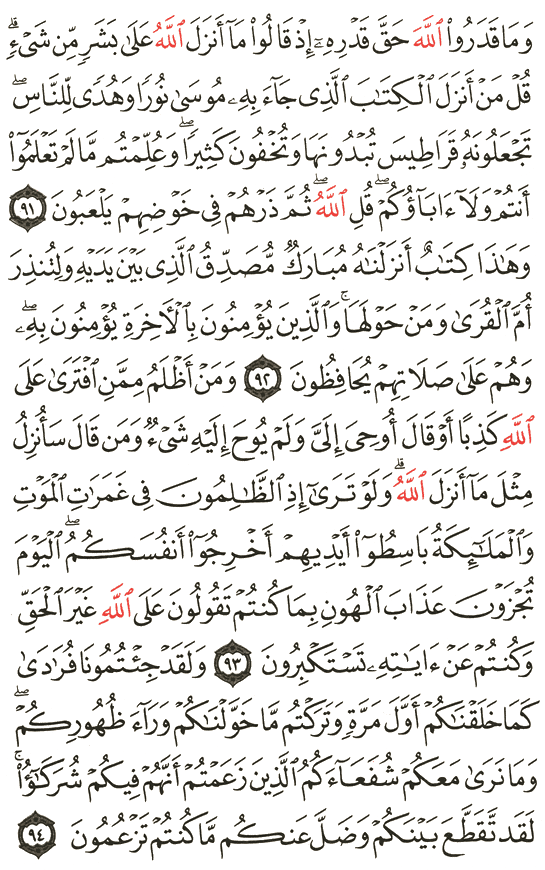 وَمَا قَدَرُوا۟ ٱللَّهَ حَقَّ قَدْرِهِۦٓ إِذْ قَالُوا۟ مَآ أَنزَلَ ٱللَّهُ عَلَىٰ بَشَرٍ مِّن شَىْءٍ ۗ
قُلْ مَنْ أَنزَلَ ٱلْكِتَـٰبَ ٱلَّذِى جَآءَ بِهِۦ مُوسَىٰ نُورًا وَهُدًى لِّلنَّاسِ ۖ
تَجْعَلُونَهُۥ قَرَاطِيسَ تُبْدُونَهَا وَتُخْفُونَ كَثِيرًا ۖ وَعُلِّمْتُم مَّا لَمْ تَعْلَمُوٓا۟
أَنتُمْ وَلَآ ءَابَآؤُكُمْ ۖ قُلِ ٱللَّهُ ۖ ثُمَّ ذَرْهُمْ فِى خَوْضِهِمْ يَلْعَبُونَ ٩١
وَهَـٰذَا كِتَـٰبٌ أَنزَلْنَـٰهُ مُبَارَكٌ مُّصَدِّقُ ٱلَّذِى بَيْنَ يَدَيْهِ وَلِتُنذِرَ
أُمَّ ٱلْقُرَىٰ وَمَنْ حَوْلَهَا ۚ وَٱلَّذِينَ يُؤْمِنُونَ بِٱلْـَٔاخِرَةِ يُؤْمِنُونَ بِهِۦ ۖ
وَهُمْ عَلَىٰ صَلَاتِهِمْ يُحَافِظُونَ ٩٢ وَمَنْ أَظْلَمُ مِمَّنِ ٱفْتَرَىٰ عَلَى
ٱللَّهِ كَذِبًا أَوْ قَالَ أُوحِىَ إِلَىَّ وَلَمْ يُوحَ إِلَيْهِ شَىْءٌ وَمَن قَالَ سَأُنزِلُ
مِثْلَ مَآ أَنزَلَ ٱللَّهُ ۗ وَلَوْ تَرَىٰٓ إِذِ ٱلظَّـٰلِمُونَ فِى غَمَرَٰتِ ٱلْمَوْتِ
وَٱلْمَلَـٰٓئِكَةُ بَاسِطُوٓا۟ أَيْدِيهِمْ أَخْرِجُوٓا۟ أَنفُسَكُمُ ۖ ٱلْيَوْمَ
تُجْزَوْنَ عَذَابَ ٱلْهُونِ بِمَا كُنتُمْ تَقُولُونَ عَلَى ٱللَّهِ غَيْرَ ٱلْحَقِّ
وَكُنتُمْ عَنْ ءَايَـٰتِهِۦ تَسْتَكْبِرُونَ ٩٣ وَلَقَدْ جِئْتُمُونَا فُرَٰدَىٰ
كَمَا خَلَقْنَـٰكُمْ أَوَّلَ مَرَّةٍ وَتَرَكْتُم مَّا خَوَّلْنَـٰكُمْ وَرَآءَ ظُهُورِكُمْ ۖ
وَمَا نَرَىٰ مَعَكُمْ شُفَعَآءَكُمُ ٱلَّذِينَ زَعَمْتُمْ أَنَّهُمْ فِيكُمْ شُرَكَـٰٓؤُا۟ ۚ
لَقَد تَّقَطَّعَ بَيْنَكُمْ وَضَلَّ عَنكُم مَّا كُنتُمْ تَزْعُمُونَ ٩٤